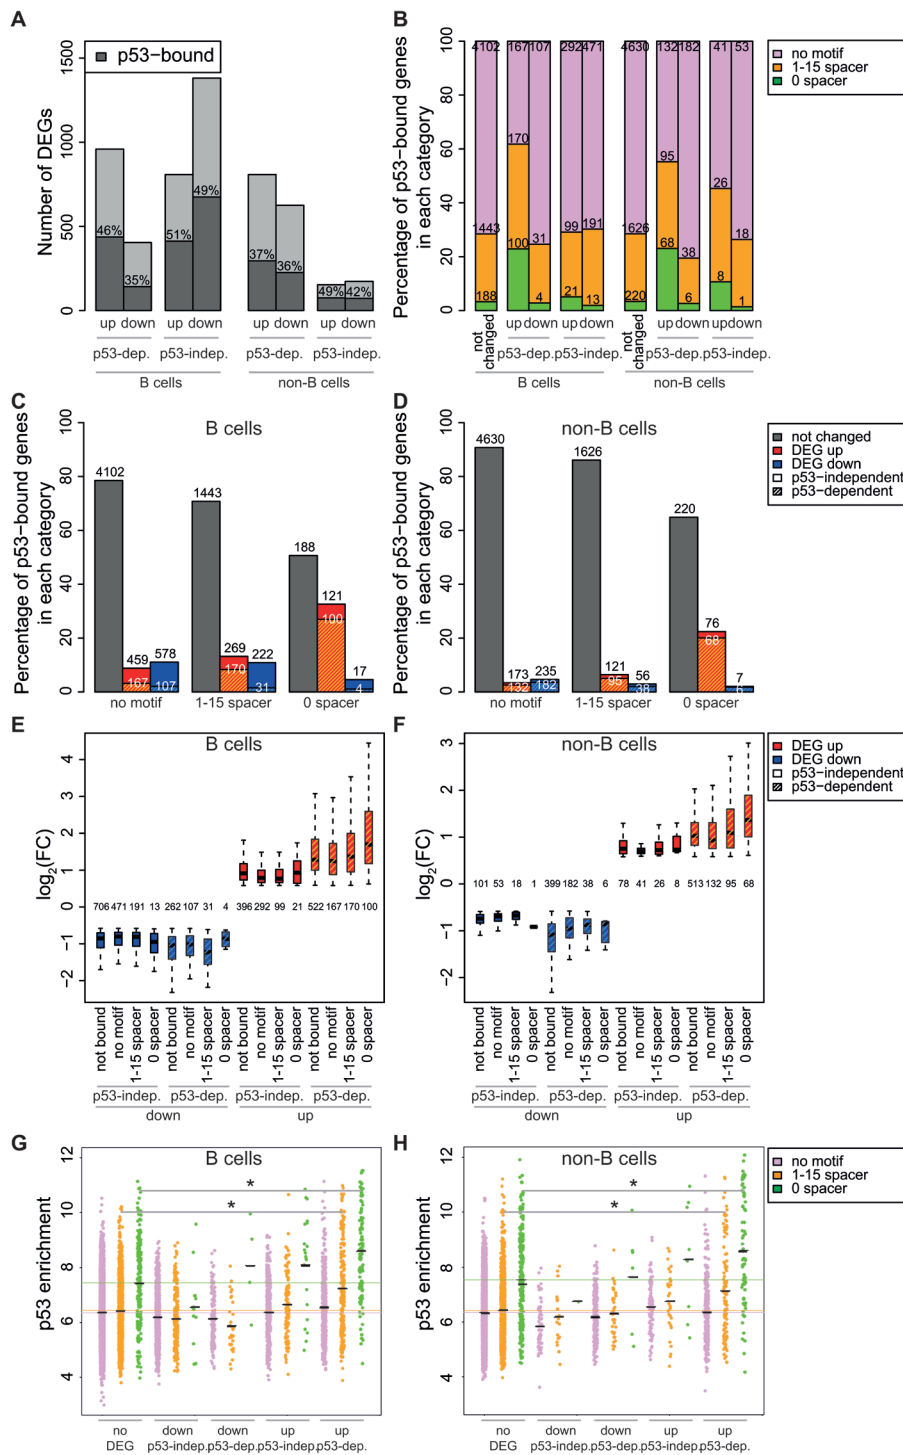 A
p53-bound
Number of DEGs
1500
1000
500
0
46%
35%
51%
49%
37%
36%
49%
42%
up down
up down
up down
up down
p53-dep.
p53-indep.
p53-dep.
p53-indep.
B cells
non-B cells
B
Percentage of p53-bound genes
in each category
100
80
60
40
20
0
4102
167
107
292
471
4630
132
182
41
53
1443
170
31
99
191
1626
95
38
26
18
188
100
4
21
13
220
68
6
8
1
not
changed
up down
up down
not
changed
up down
up down
p53-dep.
p53-indep.
p53-dep.
p53-indep.
B cells
non-B cells
no motif
1-15 spacer
0 spacer
C
B cells
Percentage of p53-bound genes
in each category
100
80
60
40
20
0
4102
459
167
578
107
1443
269
170
222
31
188
121
100
17
4
no motif
1-15 spacer
0 spacer
D
non-B cells
Percentage of p53-bound genes
in each category
100
80
60
40
20
0
4630
173
132
235
182
1626
121
95
56
38
220
76
68
7
6
no motif
1-15 spacer
0 spacer
not changed
DEG up
DEG down
p53-independent
p53-dependent
E
B cells
log2(FC)
4
3
2
1
0
−1
−2
706 471 191 13 262 107 31 4 396 292 99 21 522 167 170 100
not bound
no motif
1-15 spacer
0 spacer
not bound
no motif
1-15 spacer
0 spacer
not bound
no motif
1-15 spacer
0 spacer
not bound
no motif
1-15 spacer
0 spacer
p53-indep.
p53-dep.
p53-indep.
p53-dep.
down
up
F
non-B cells
log2(FC)
3
2
1
0
−1
−2
101 53 18 1 399 182 38 6 78 41 26 8 513 132 95 68
not bound
no motif
1-15 spacer
0 spacer
not bound
no motif
1-15 spacer
0 spacer
not bound
no motif
1-15 spacer
0 spacer
not bound
no motif
1-15 spacer
0 spacer
p53-indep.
p53-dep.
p53-indep.
p53-dep.
down
up
DEG up
DEG down
p53-independent
p53-dependent
G
B cells
p53 enrichment
12
10
8
6
4
*
*
no
DEG
down
p53-indep.
down
p53-dep.
up
p53-indep.
up
p53-dep.
H
non-B cells
p53 enrichment
12
10
8
6
4
*
*
no
DEG
down
p53-indep.
down
p53-dep.
up
p53-indep.
up
p53-dep.
no motif
1-15 spacer
0 spacer